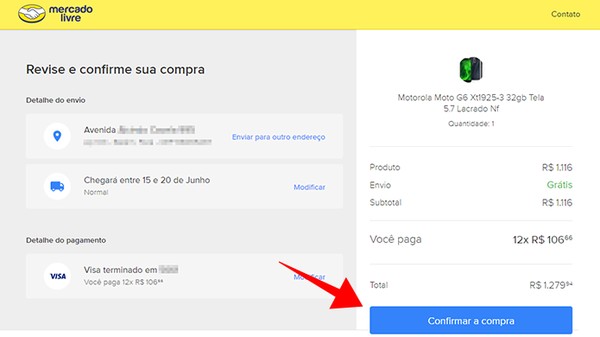 mercado
livre
Contato
Revise e confirme sua compra
Detalhe do envio
Avenida
Enviar para outro endereço
Chegará entre 15 e 20 de Junho
Normal
Modificar
Detalhe do pagamento
VISA
Visa terminado em
Você paga 12x R$ 106⁶⁶
Modificar
Motorola Moto G6 Xt1925-3 32gb Tela
5.7 Lacrado Nf
Quantidade: 1
Produto R$ 1.116
Envio Grátis
Subtotal R$ 1.116
Você paga 12x R$ 106⁶⁶
Total R$ 1.279⁹⁴
Confirmar a compra